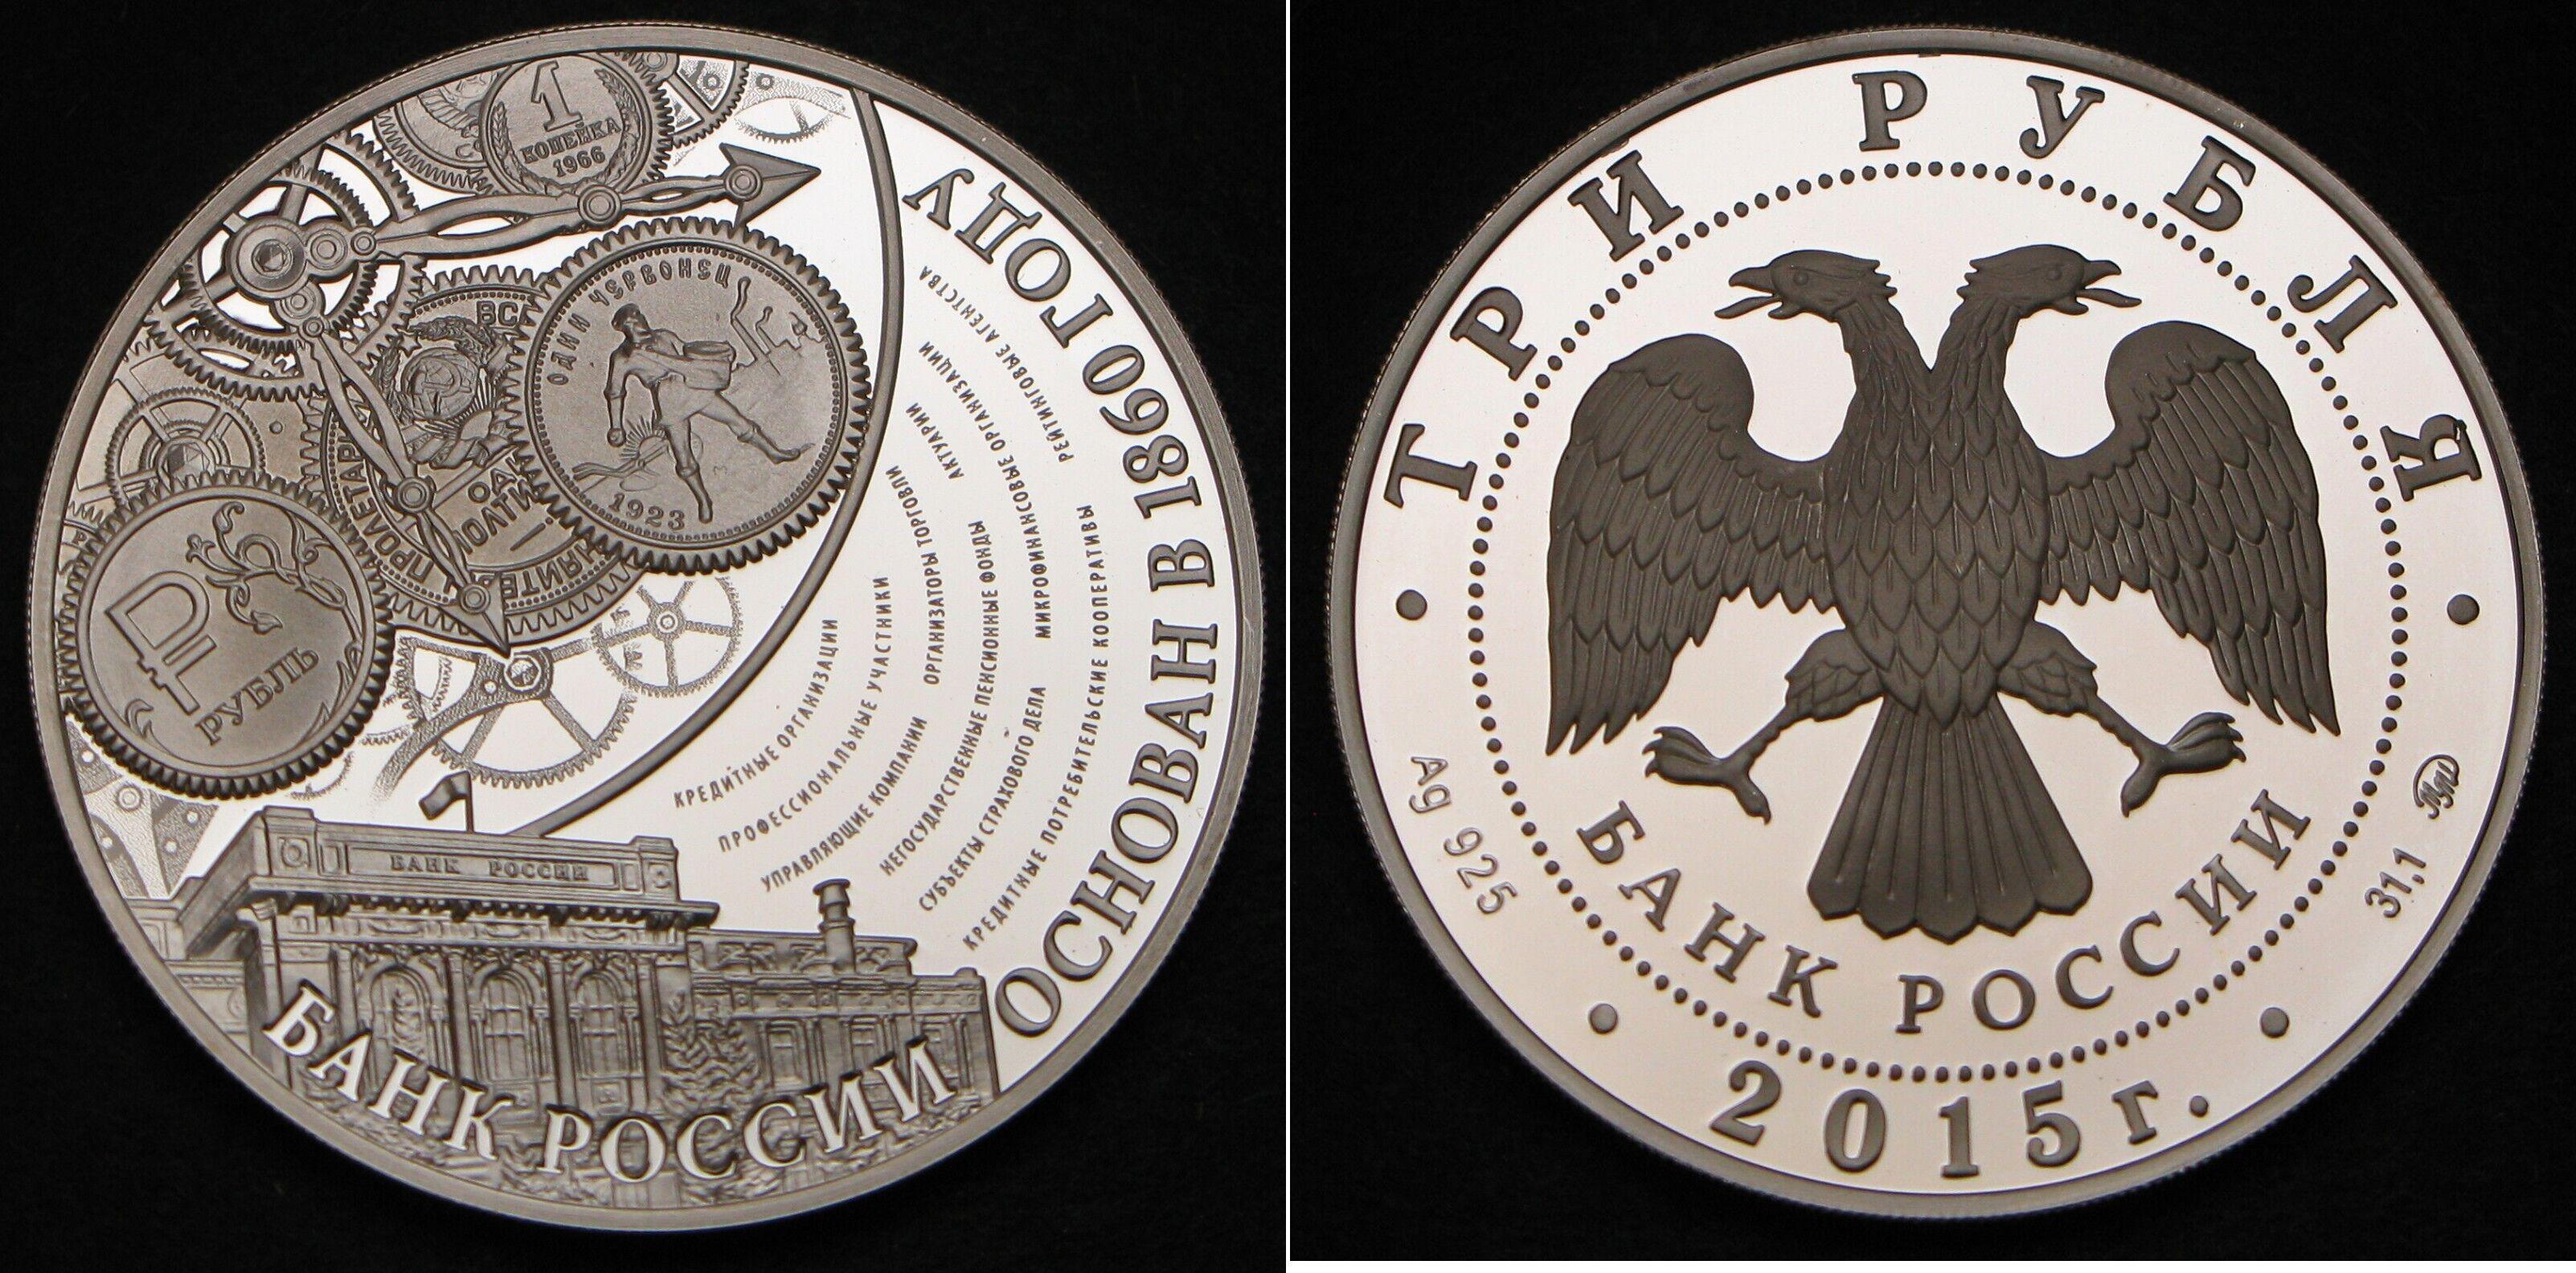 1
КОПЕЙКА
1966
ОДИН ЧЕРВОНЕЦ
1923
РУБЛЬ
КРЕДИТНЫЕ ОРГАНИЗАЦИИ
ПРОФЕССИОНАЛЬНЫЕ УЧАСТНИКИ
УПРАВЛЯЮЩИЕ КОМПАНИИ ОРГАНИЗАТОРЫ ТОРГОВЛИ
НЕГОСУДАРСТВЕННЫЕ ПЕНСИОННЫЕ ФОНДЫ АКТУАРИИ
СУБЪЕКТЫ СТРАХОВОГО ДЕЛА МИКРОФИНАНСОВЫЕ ОРГАНИЗАЦИИ
КРЕДИТНЫЕ ПОТРЕБИТЕЛЬСКИЕ КООПЕРАТИВЫ РЕЙТИНГОВЫЕ АГЕНТСТВА
ОСНОВАН В 1860 ГОДУ
БАНК РОССИИ
БАНК РОССИИ
ТРИ РУБЛЯ
БАНК РОССИИ
Ag 925
31,1
2015 г.